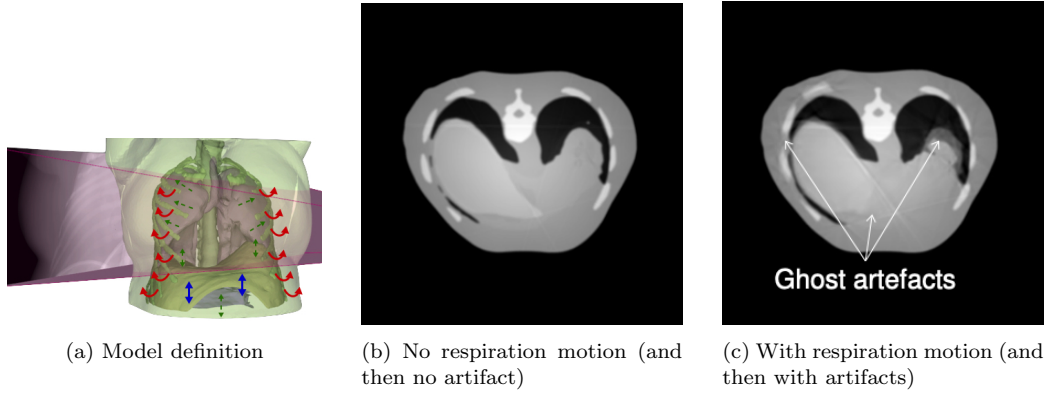 Ghost artefacts
(a) Model definition
(b) No respiration motion (and
then no artifact)
(c) With respiration motion (and
then with artifacts)